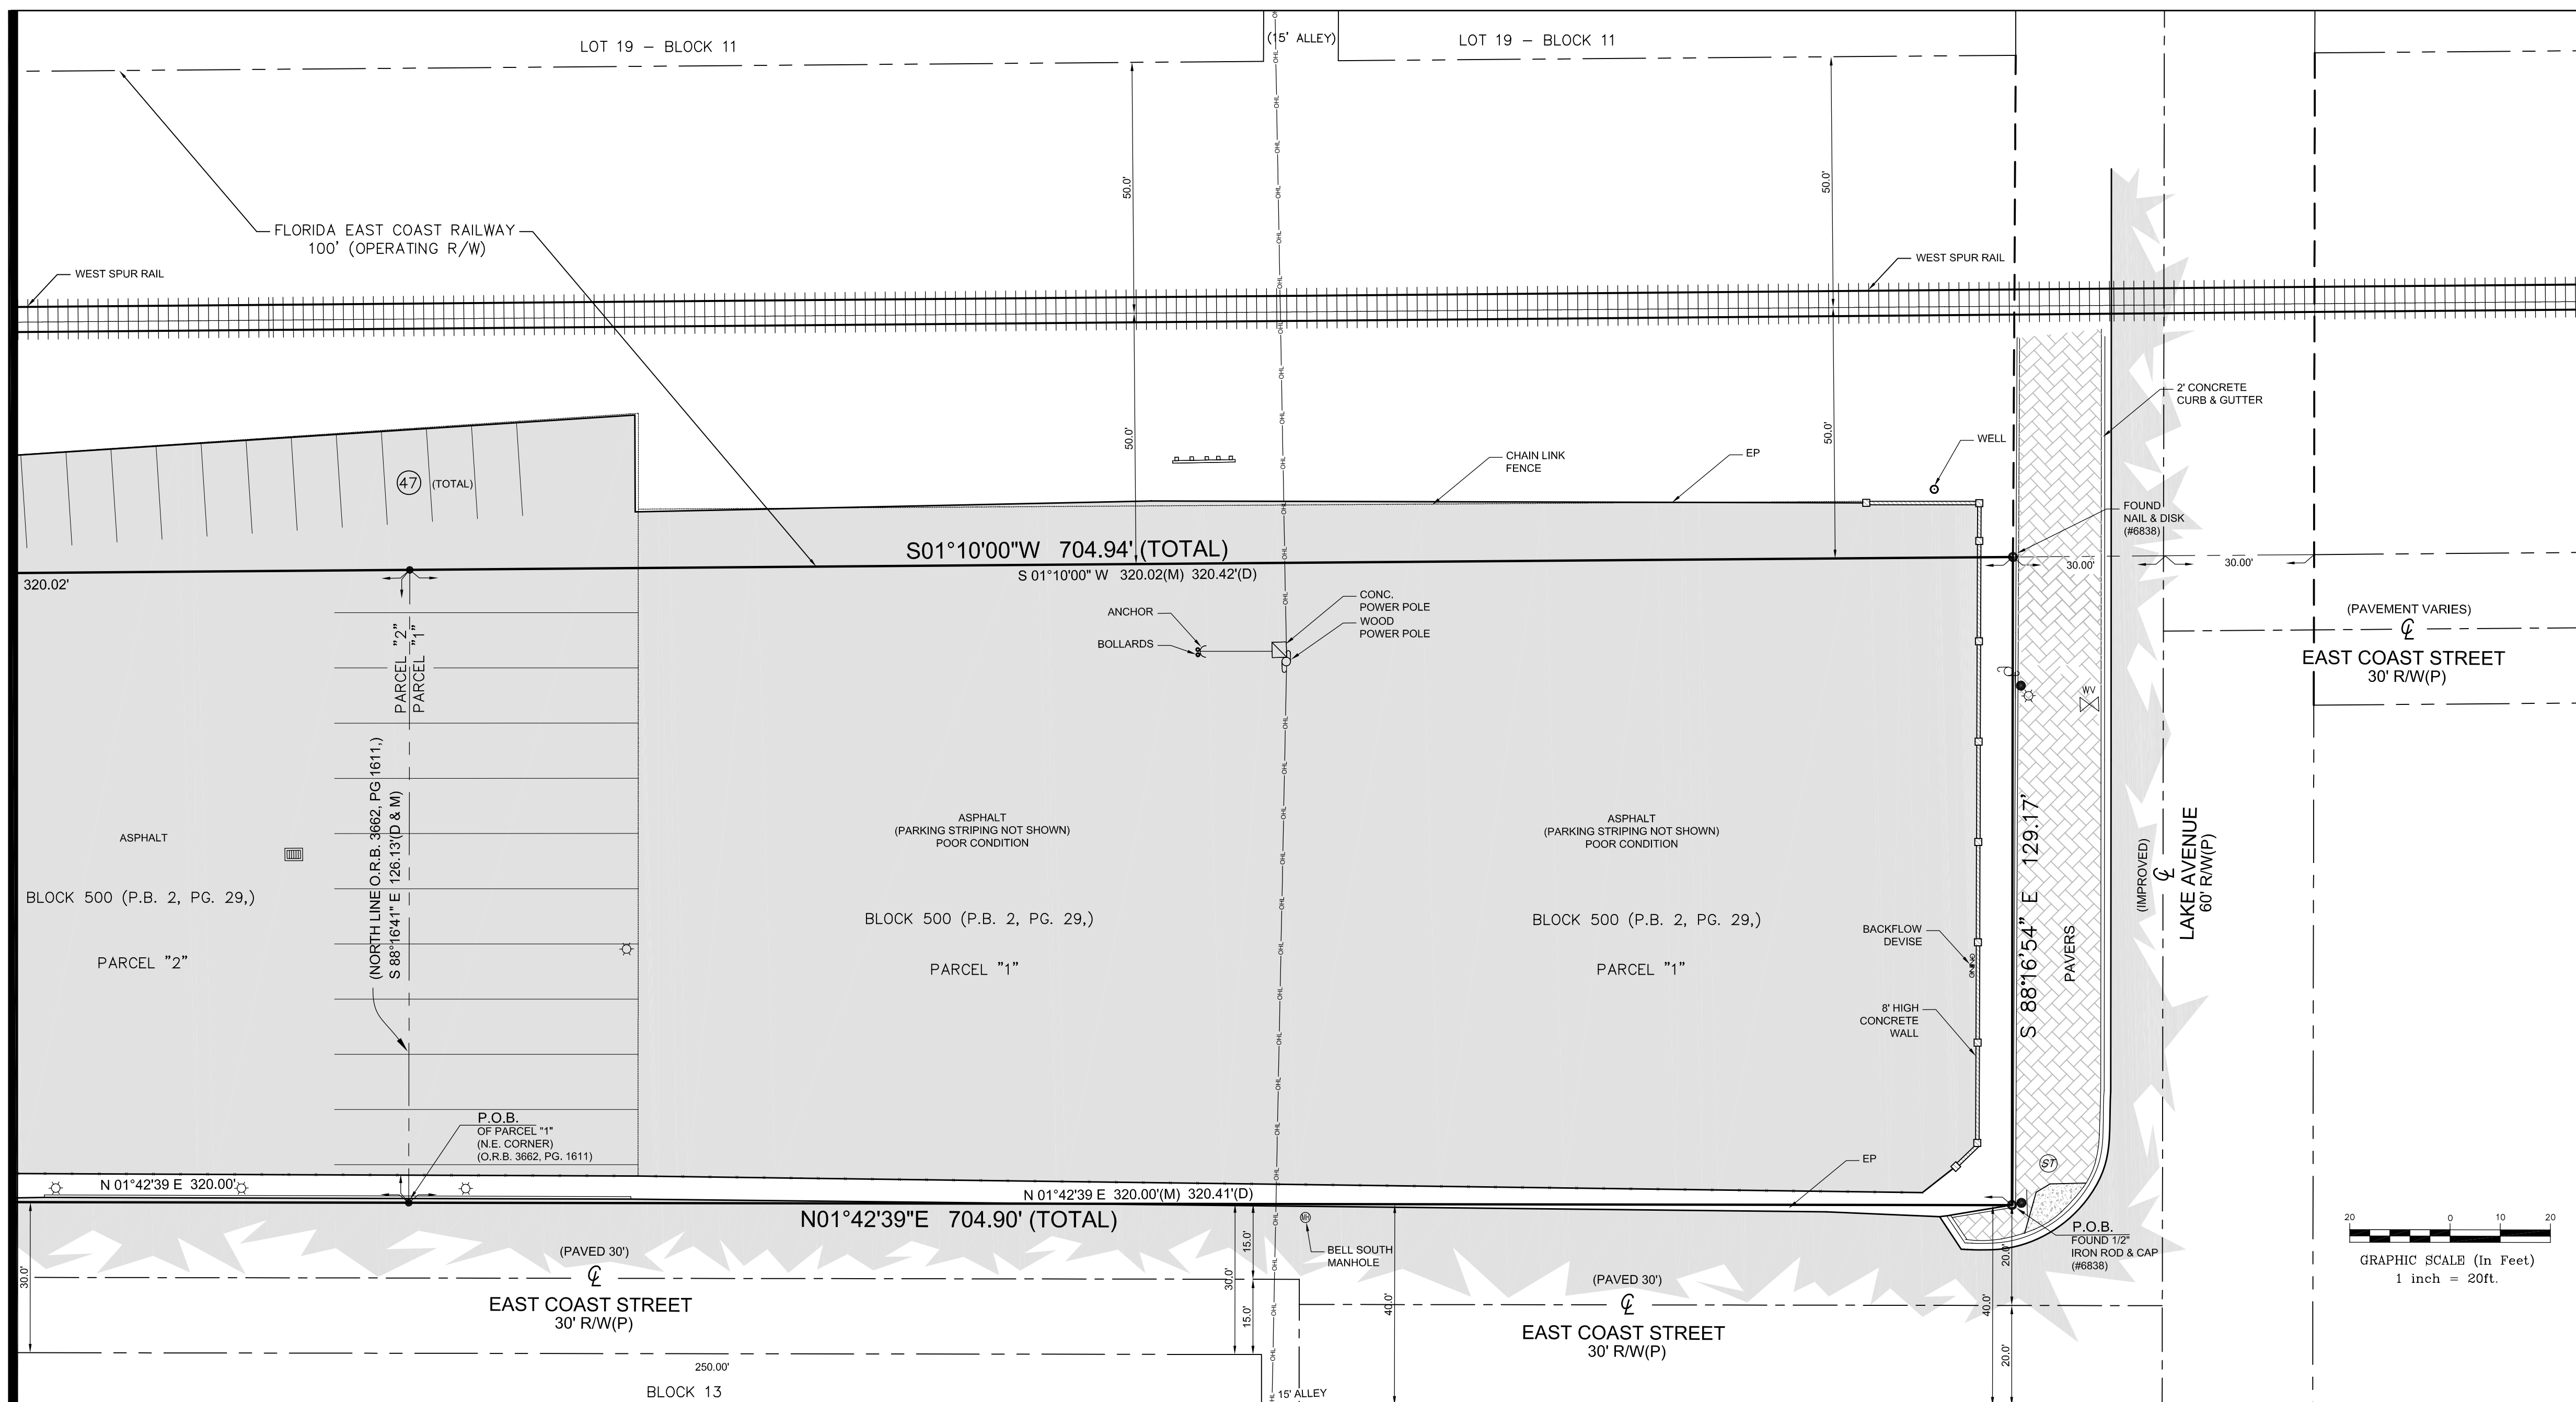 LOT 19 – BLOCK 11
(15' ALLEY)
LOT 19 – BLOCK 11
50.0'
50.0'
FLORIDA EAST COAST RAILWAY
100' (OPERATING R/W)
WEST SPUR RAIL
WEST SPUR RAIL
2' CONCRETE
CURB & GUTTER
50.0'
50.0'
WELL
CHAIN LINK
FENCE
EP
47 (TOTAL)
FOUND
NAIL & DISK
(#6838)
S01°10'00"W 704.94' (TOTAL)
S 01°10'00" W 320.02(M) 320.42'(D)
320.02'
30.00'
30.00'
ANCHOR
BOLLARDS
CONC.
POWER POLE
WOOD
POWER POLE
(PAVEMENT VARIES)
EAST COAST STREET
30' R/W(P)
PARCEL "2"
PARCEL "1"
WV
(NORTH LINE O.R.B. 3662, PG 1611,)
S 88°16'41" E 126.13'(D & M)
ASPHALT
BLOCK 500 (P.B. 2, PG. 29,)
PARCEL "2"
ASPHALT
(PARKING STRIPING NOT SHOWN)
POOR CONDITION
BLOCK 500 (P.B. 2, PG. 29,)
PARCEL "1"
ASPHALT
(PARKING STRIPING NOT SHOWN)
POOR CONDITION
BLOCK 500 (P.B. 2, PG. 29,)
PARCEL "1"
BACKFLOW
DEVISE
8' HIGH
CONCRETE
WALL
S 88°16'54" E 129.17'
PAVERS
(IMPROVED)
LAKE AVENUE
60' R/W(P)
P.O.B.
OF PARCEL "1"
(N.E. CORNER)
(O.R.B. 3662, PG. 1611)
EP
ST
N 01°42'39 E 320.00'
N 01°42'39 E 320.00'(M) 320.41'(D)
N01°42'39"E 704.90' (TOTAL)
MH
BELL SOUTH
MANHOLE
P.O.B.
FOUND 1/2"
IRON ROD & CAP
(#6838)
20 0 10 20
GRAPHIC SCALE (In Feet)
1 inch = 20ft.
(PAVED 30')
EAST COAST STREET
30' R/W(P)
30.0'
30.0'
15.0'
15.0'
40.0'
(PAVED 30')
EAST COAST STREET
30' R/W(P)
40.0'
20.0'
20.0'
250.00'
BLOCK 13
15' ALLEY
OHL